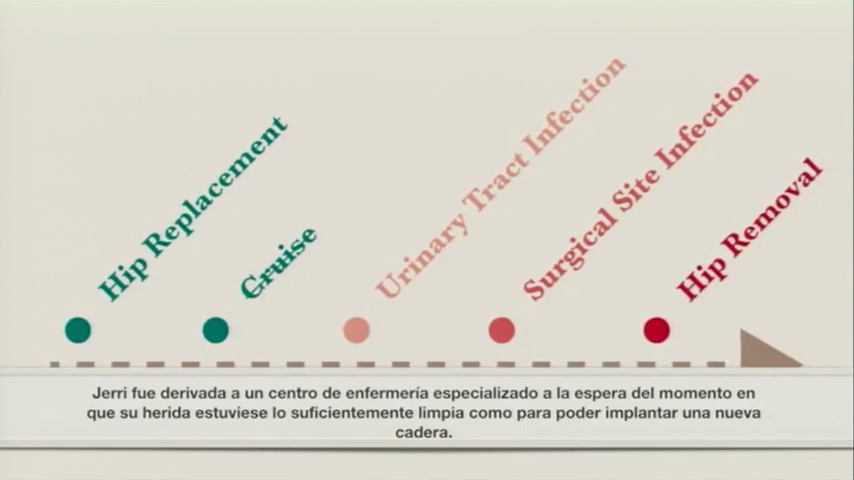 Hip Replacement
Cruise
Urinary Tract Infection
Surgical Site Infection
Hip Removal
Jerri fue derivada a un centro de enfermería especializado a la espera del momento en
que su herida estuviese lo suficientemente limpia como para poder implantar una nueva
cadera.